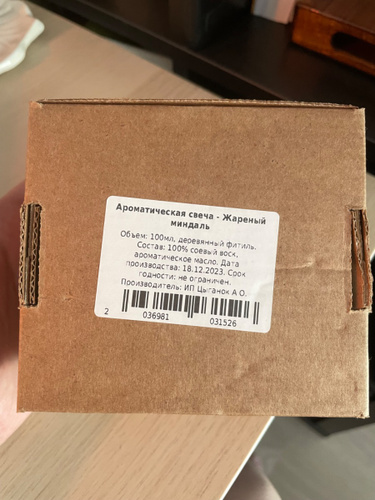 Ароматическая свеча - Жареный
миндаль
Объем: 100мл, деревянный фитиль.
Состав: 100% соевый воск,
ароматическое масло. Дата
производства: 18.12.2023. Срок
годности: не ограничен.
Производитель: ИП Цыганок А О.
2 036981 031526